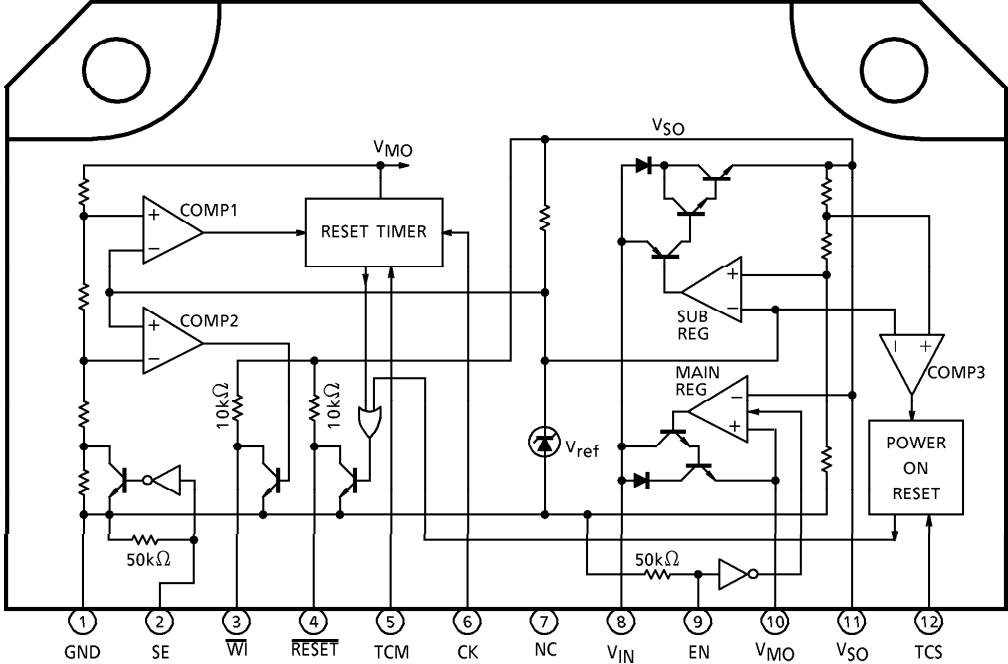 VSO
VMO
COMP1
+
−
RESET TIMER
COMP2
+
−
+
−
SUB
REG
− +
COMP3
MAIN
REG
−
+
10kΩ
10kΩ
Vref
POWER
ON
RESET
50kΩ
50kΩ
1 2 3 4 5 6 7 8 9 10 11 12
GND SE WI RESET TCM CK NC VIN EN VMO VSO TCS